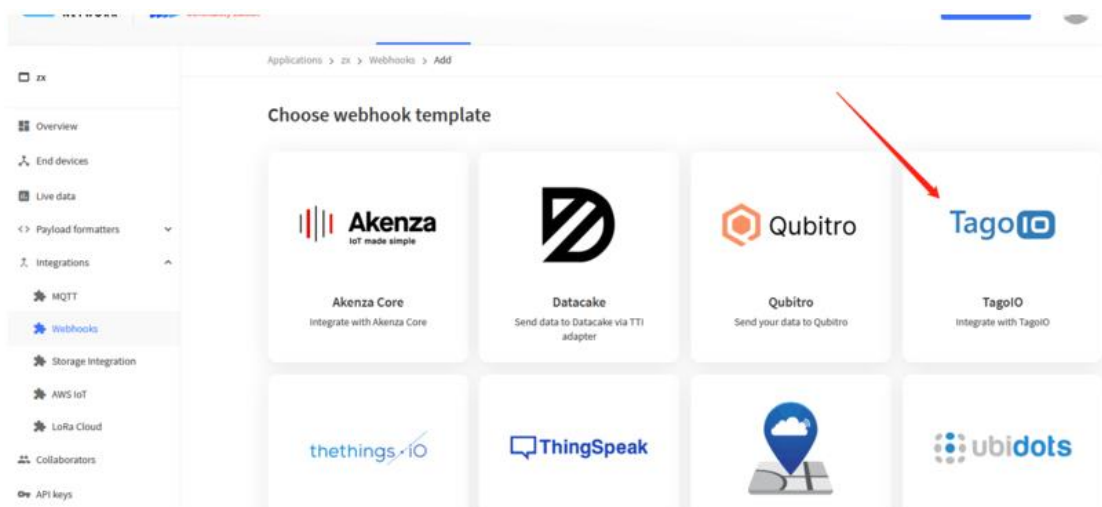 Applications > zx > Webhooks > Add
zx
Overview
End devices
Live data
Payload formatters
Integrations
MQTT
Webhooks
Storage Integration
AWS IoT
LoRa Cloud
Collaborators
API keys
Choose webhook template
Akenza
IoT made simple
Akenza Core
Integrate with Akenza Core
Datacake
Send data to Datacake via TTI
adapter
Qubitro
Qubitro
Send your data to Qubitro
TagoIO
TagoIO
Integrate with TagoIO
thethings.iO
ThingSpeak
ubidots